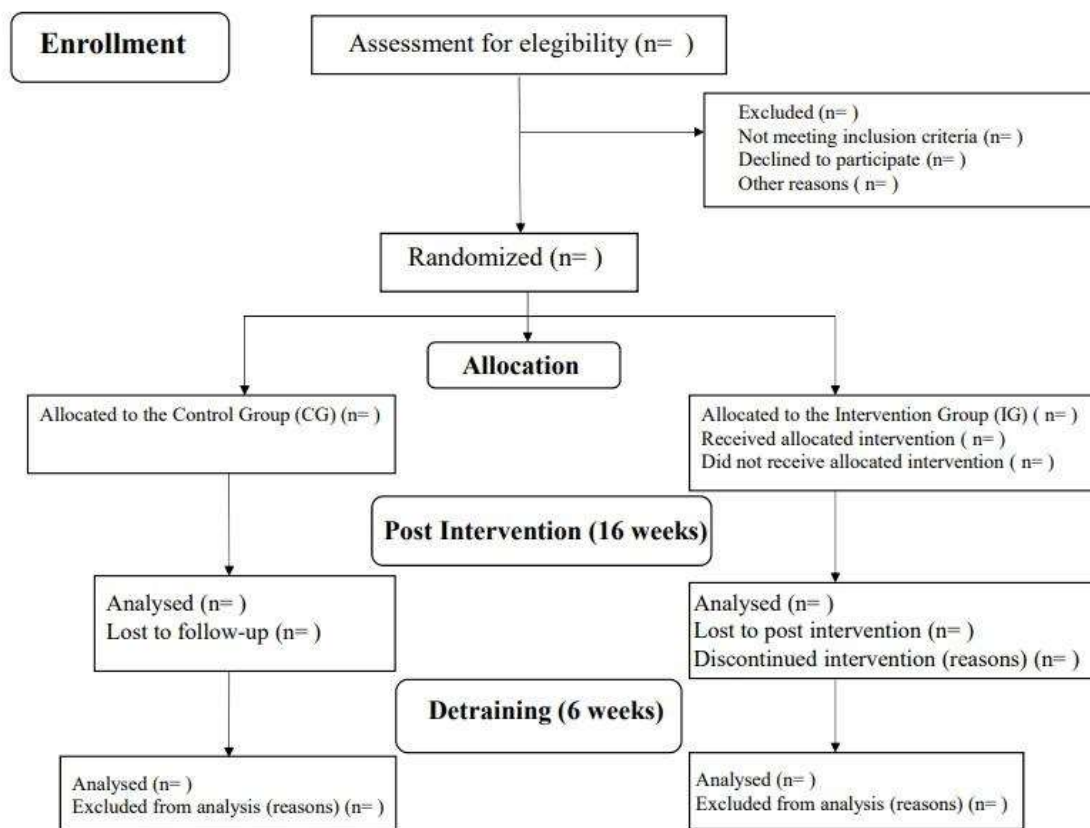 Enrollment
Assessment for elegibility (n=  )
Excluded (n= )
Not meeting inclusion criteria (n= )
Declined to participate (n= )
Other reasons ( n= )
Randomized (n= )
Allocation
Allocated to the Control Group (CG) (n= )
Allocated to the Intervention Group (IG) ( n= )
Received allocated intervention ( n= )
Did not receive allocated intervention ( n= )
Post Intervention (16 weeks)
Analysed (n= )
Lost to follow-up (n= )
Analysed (n= )
Lost to post intervention (n= )
Discontinued intervention (reasons) (n= )
Detraining (6 weeks)
Analysed (n= )
Excluded from analysis (reasons) (n= )
Analysed (n= )
Excluded from analysis (reasons) (n= )